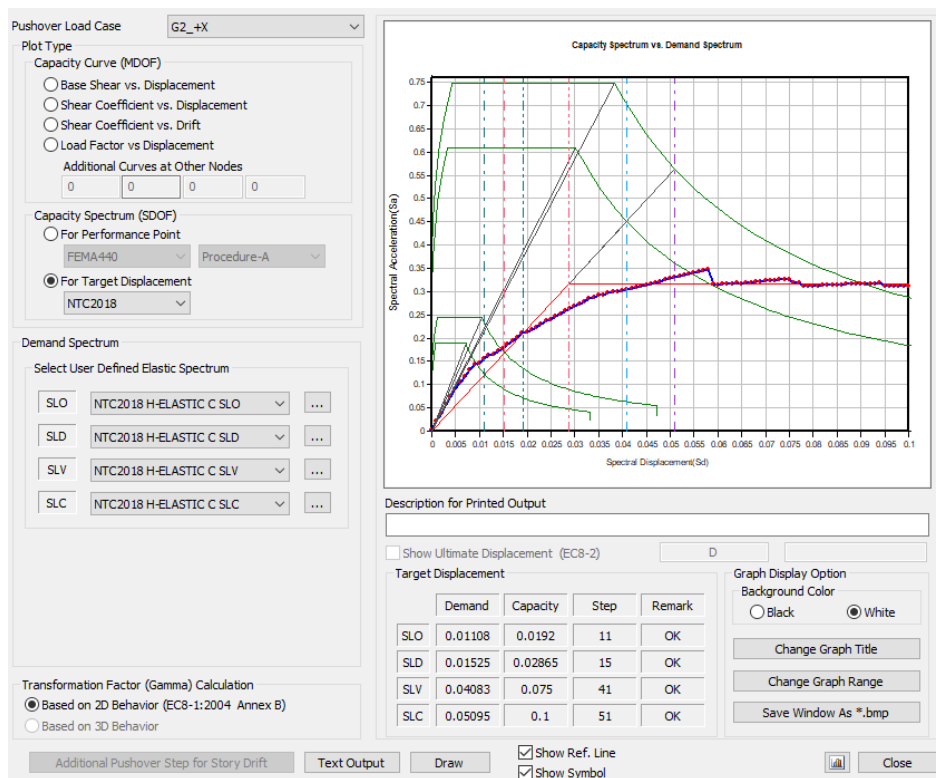 Pushover Load Case G2_+X
Plot Type
Capacity Curve (MDOF)
Base Shear vs. Displacement
Shear Coefficient vs. Displacement
Shear Coefficient vs. Drift
Load Factor vs Displacement
Additional Curves at Other Nodes
0 0 0 0
Capacity Spectrum (SDOF)
For Performance Point
FEMA440 Procedure-A
For Target Displacement
NTC2018
Demand Spectrum
Select User Defined Elastic Spectrum
SLO NTC2018 H-ELASTIC C SLO ...
SLD NTC2018 H-ELASTIC C SLD ...
SLV NTC2018 H-ELASTIC C SLV ...
SLC NTC2018 H-ELASTIC C SLC ...
Transformation Factor (Gamma) Calculation
Based on 2D Behavior (EC8-1:2004 Annex B)
Based on 3D Behavior
Capacity Spectrum vs. Demand Spectrum
Spectral Acceleration(Sa)
0.75
0.7
0.65
0.6
0.55
0.5
0.45
0.4
0.35
0.3
0.25
0.2
0.15
0.1
0.05
0
0 0.005 0.01 0.015 0.02 0.025 0.03 0.035 0.04 0.045 0.05 0.055 0.06 0.065 0.07 0.075 0.08 0.085 0.09 0.095 0.1
Spectral Displacement(Sd)
Description for Printed Output
Show Ultimate Displacement (EC8-2) D
Target Displacement
Demand Capacity Step Remark
SLO 0.01108 0.0192 11 OK
SLD 0.01525 0.02865 15 OK
SLV 0.04083 0.075 41 OK
SLC 0.05095 0.1 51 OK
Graph Display Option
Background Color
Black White
Change Graph Title
Change Graph Range
Save Window As *.bmp
Additional Pushover Step for Story Drift Text Output Draw
Show Ref. Line
Show Symbol
Close